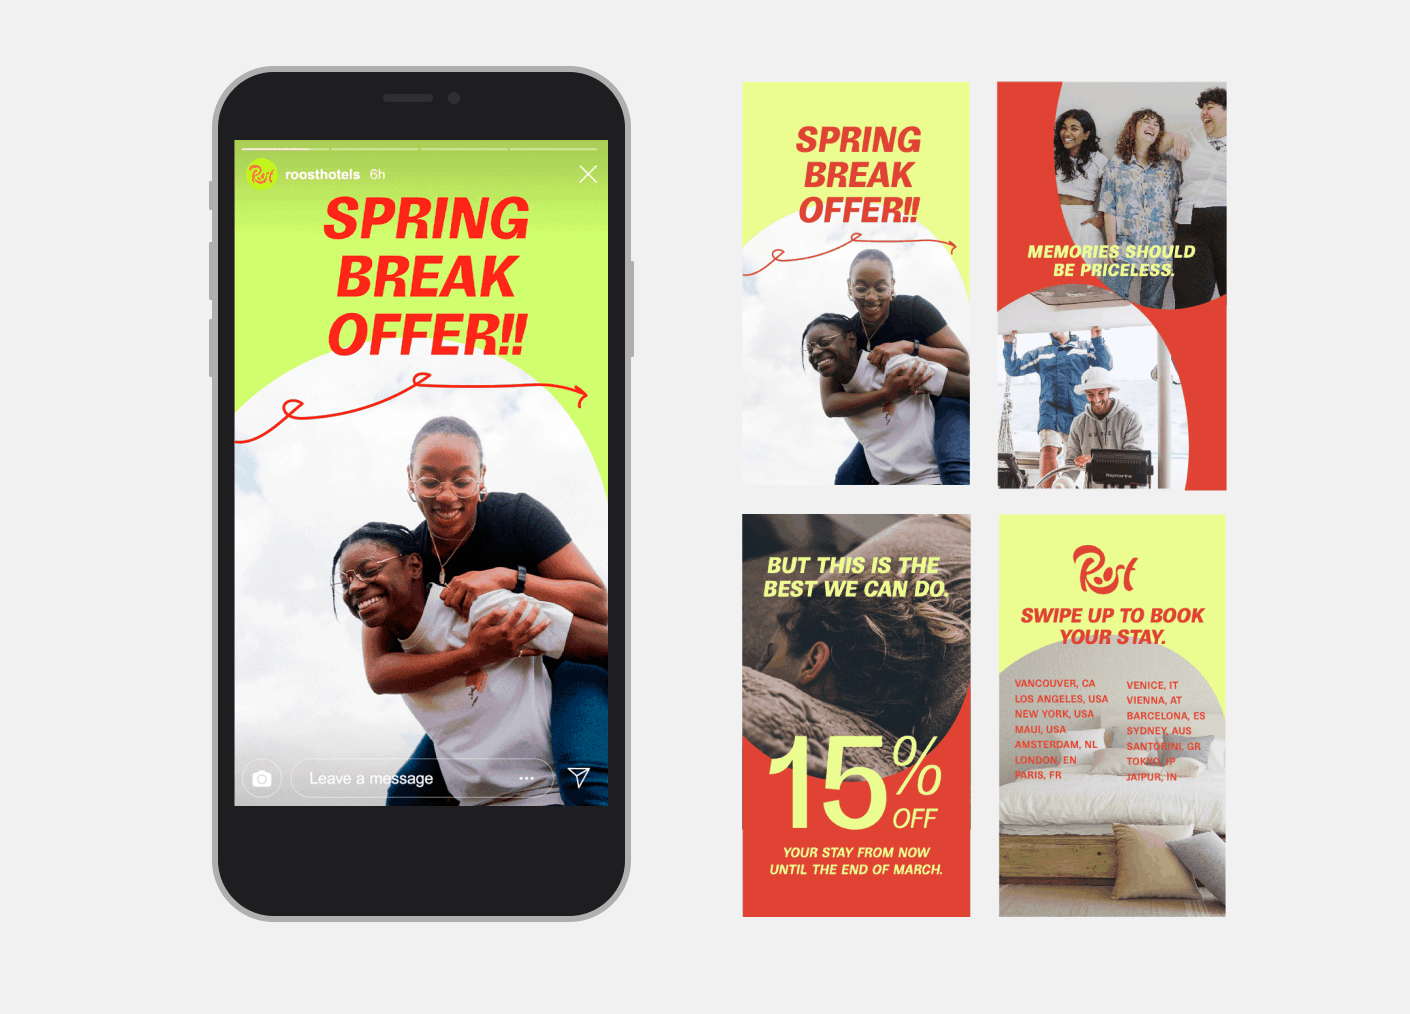 Rost
roosthotels 6h
SPRING
BREAK
OFFER!!
Leave a message
SPRING
BREAK
OFFER!!
MEMORIES SHOULD
BE PRICELESS.
Raymarine
BUT THIS IS THE
BEST WE CAN DO.
15%
OFF
YOUR STAY FROM NOW
UNTIL THE END OF MARCH.
Rost
SWIPE UP TO BOOK
YOUR STAY.
VANCOUVER, CA
LOS ANGELES, USA
NEW YORK, USA
MAUI, USA
AMSTERDAM, NL
LONDON, EN
PARIS, FR
VENICE, IT
VIENNA, AT
BARCELONA, ES
SYDNEY, AUS
SANTORINI, GR
TOKYO, JP
JAIPUR, IN